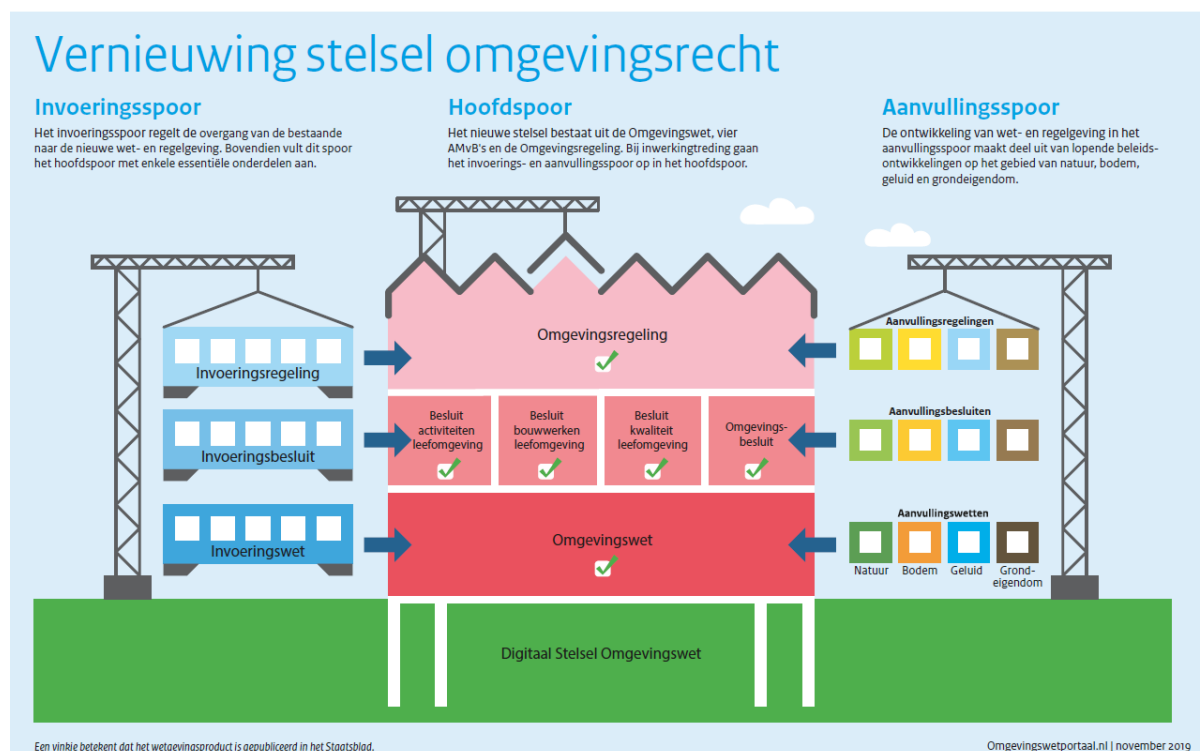 Vernieuwing stelsel omgevingsrecht
Invoeringsspoor
Het invoeringsspoor regelt de overgang van de bestaande
naar de nieuwe wet- en regelgeving. Bovendien vult dit spoor
het hoofdspoor met enkele essentiële onderdelen aan.
Hoofdspoor
Het nieuwe stelsel bestaat uit de Omgevingswet, vier
AMvB's en de Omgevingsregeling. Bij inwerkingtreding gaan
het invoerings- en aanvullingsspoor op in het hoofdspoor.
Aanvullingsspoor
De ontwikkeling van wet- en regelgeving in het
aanvullingsspoor maakt deel uit van lopende beleids-
ontwikkelingen op het gebied van natuur, bodem,
geluid en grondeigendom.
Invoeringsregeling
Invoeringsbesluit
Invoeringswet
Omgevingsregeling
Besluit
activiteiten
leefomgeving
Besluit
bouwwerken
leefomgeving
Besluit
kwaliteit
leefomgeving
Omgevings-
besluit
Omgevingswet
Digitaal Stelsel Omgevingswet
Aanvullingsregelingen
Aanvullingsbesluiten
Aanvullingswetten
Natuur
Bodem
Geluid
Grond-
eigendom
Een vinkje betekent dat het wetgevingsproduct is gepubliceerd in het Staatsblad.
Omgevingswetportaal.nl | november 2019